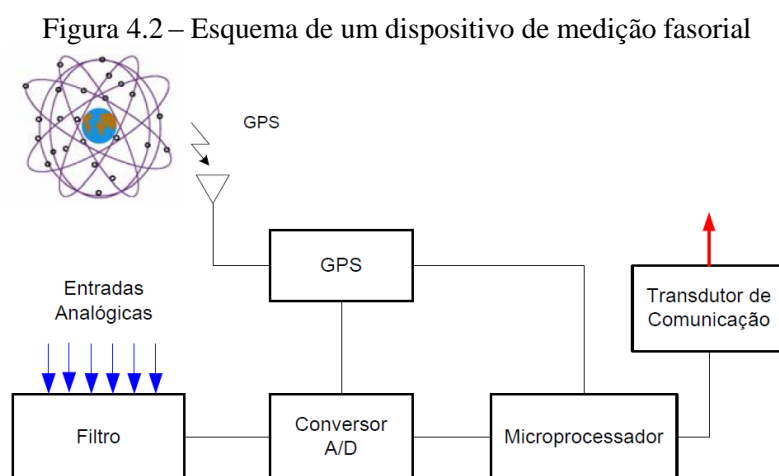 Figura 4.2 – Esquema de um dispositivo de medição fasorial
GPS
GPS
Entradas
Analógicas
Transdutor de
Comunicação
Filtro
Conversor
A/D
Microprocessador